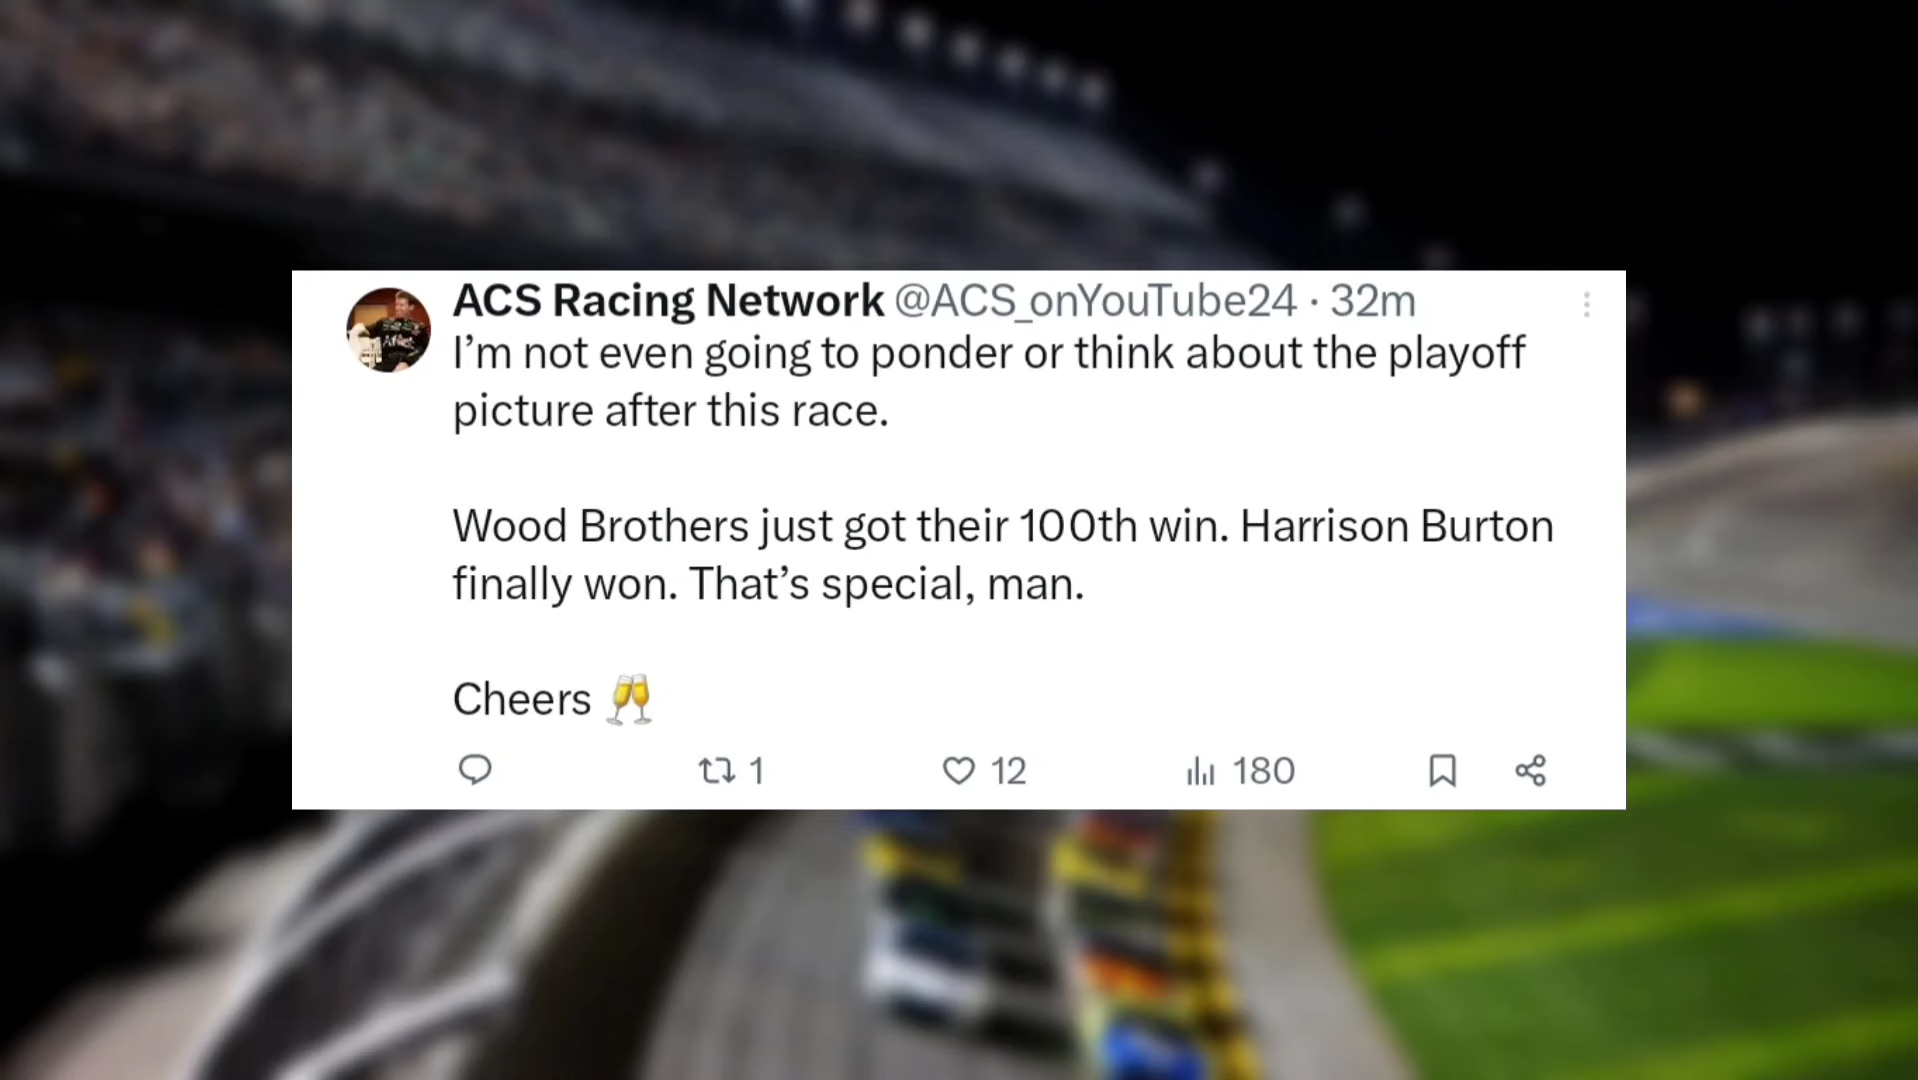 ACS Racing Network @ACS_onYouTube24 · 32m
I’m not even going to ponder or think about the playoff
picture after this race.
Wood Brothers just got their 100th win. Harrison Burton
finally won. That’s special, man.
Cheers 🥂
1 12 180